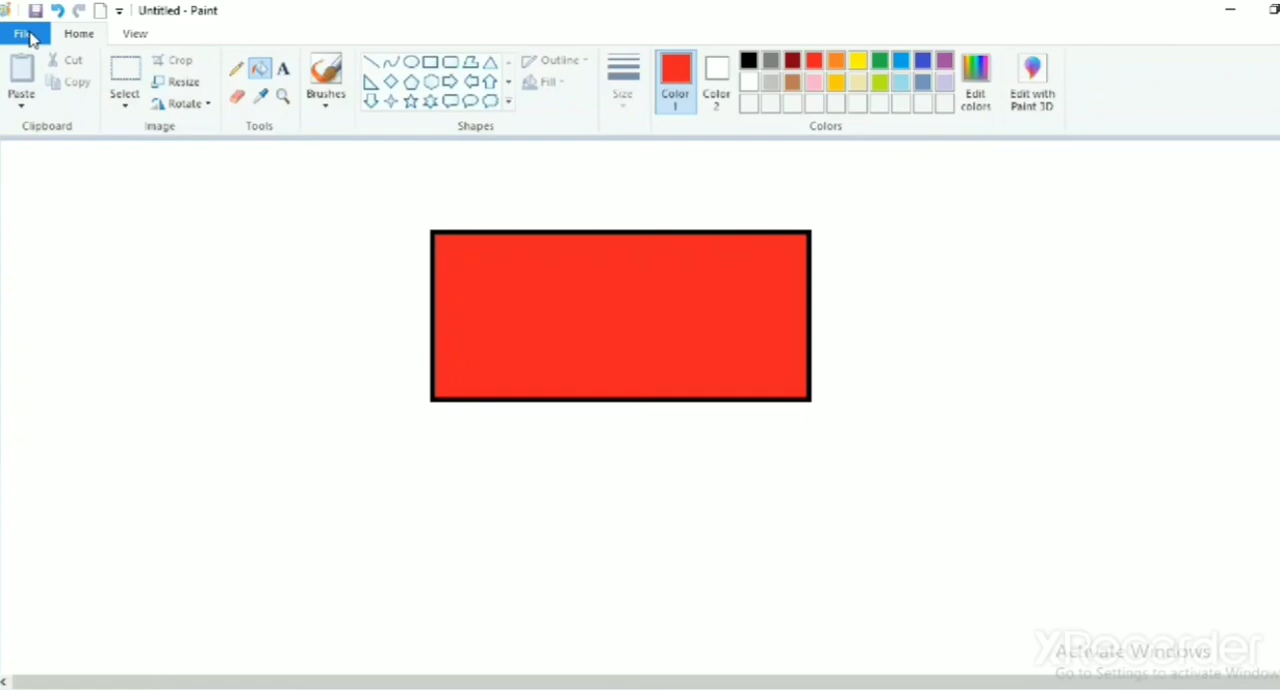 Untitled - Paint
File Home View
Cut Crop Outline
Copy Resize Fill
Paste Select Rotate A Brushes Size Color 1 Color 2 Edit colors Edit with Paint 3D
Clipboard Image Tools Shapes Colors
XRecorder
Activate Windows
Go to Settings to activate Window